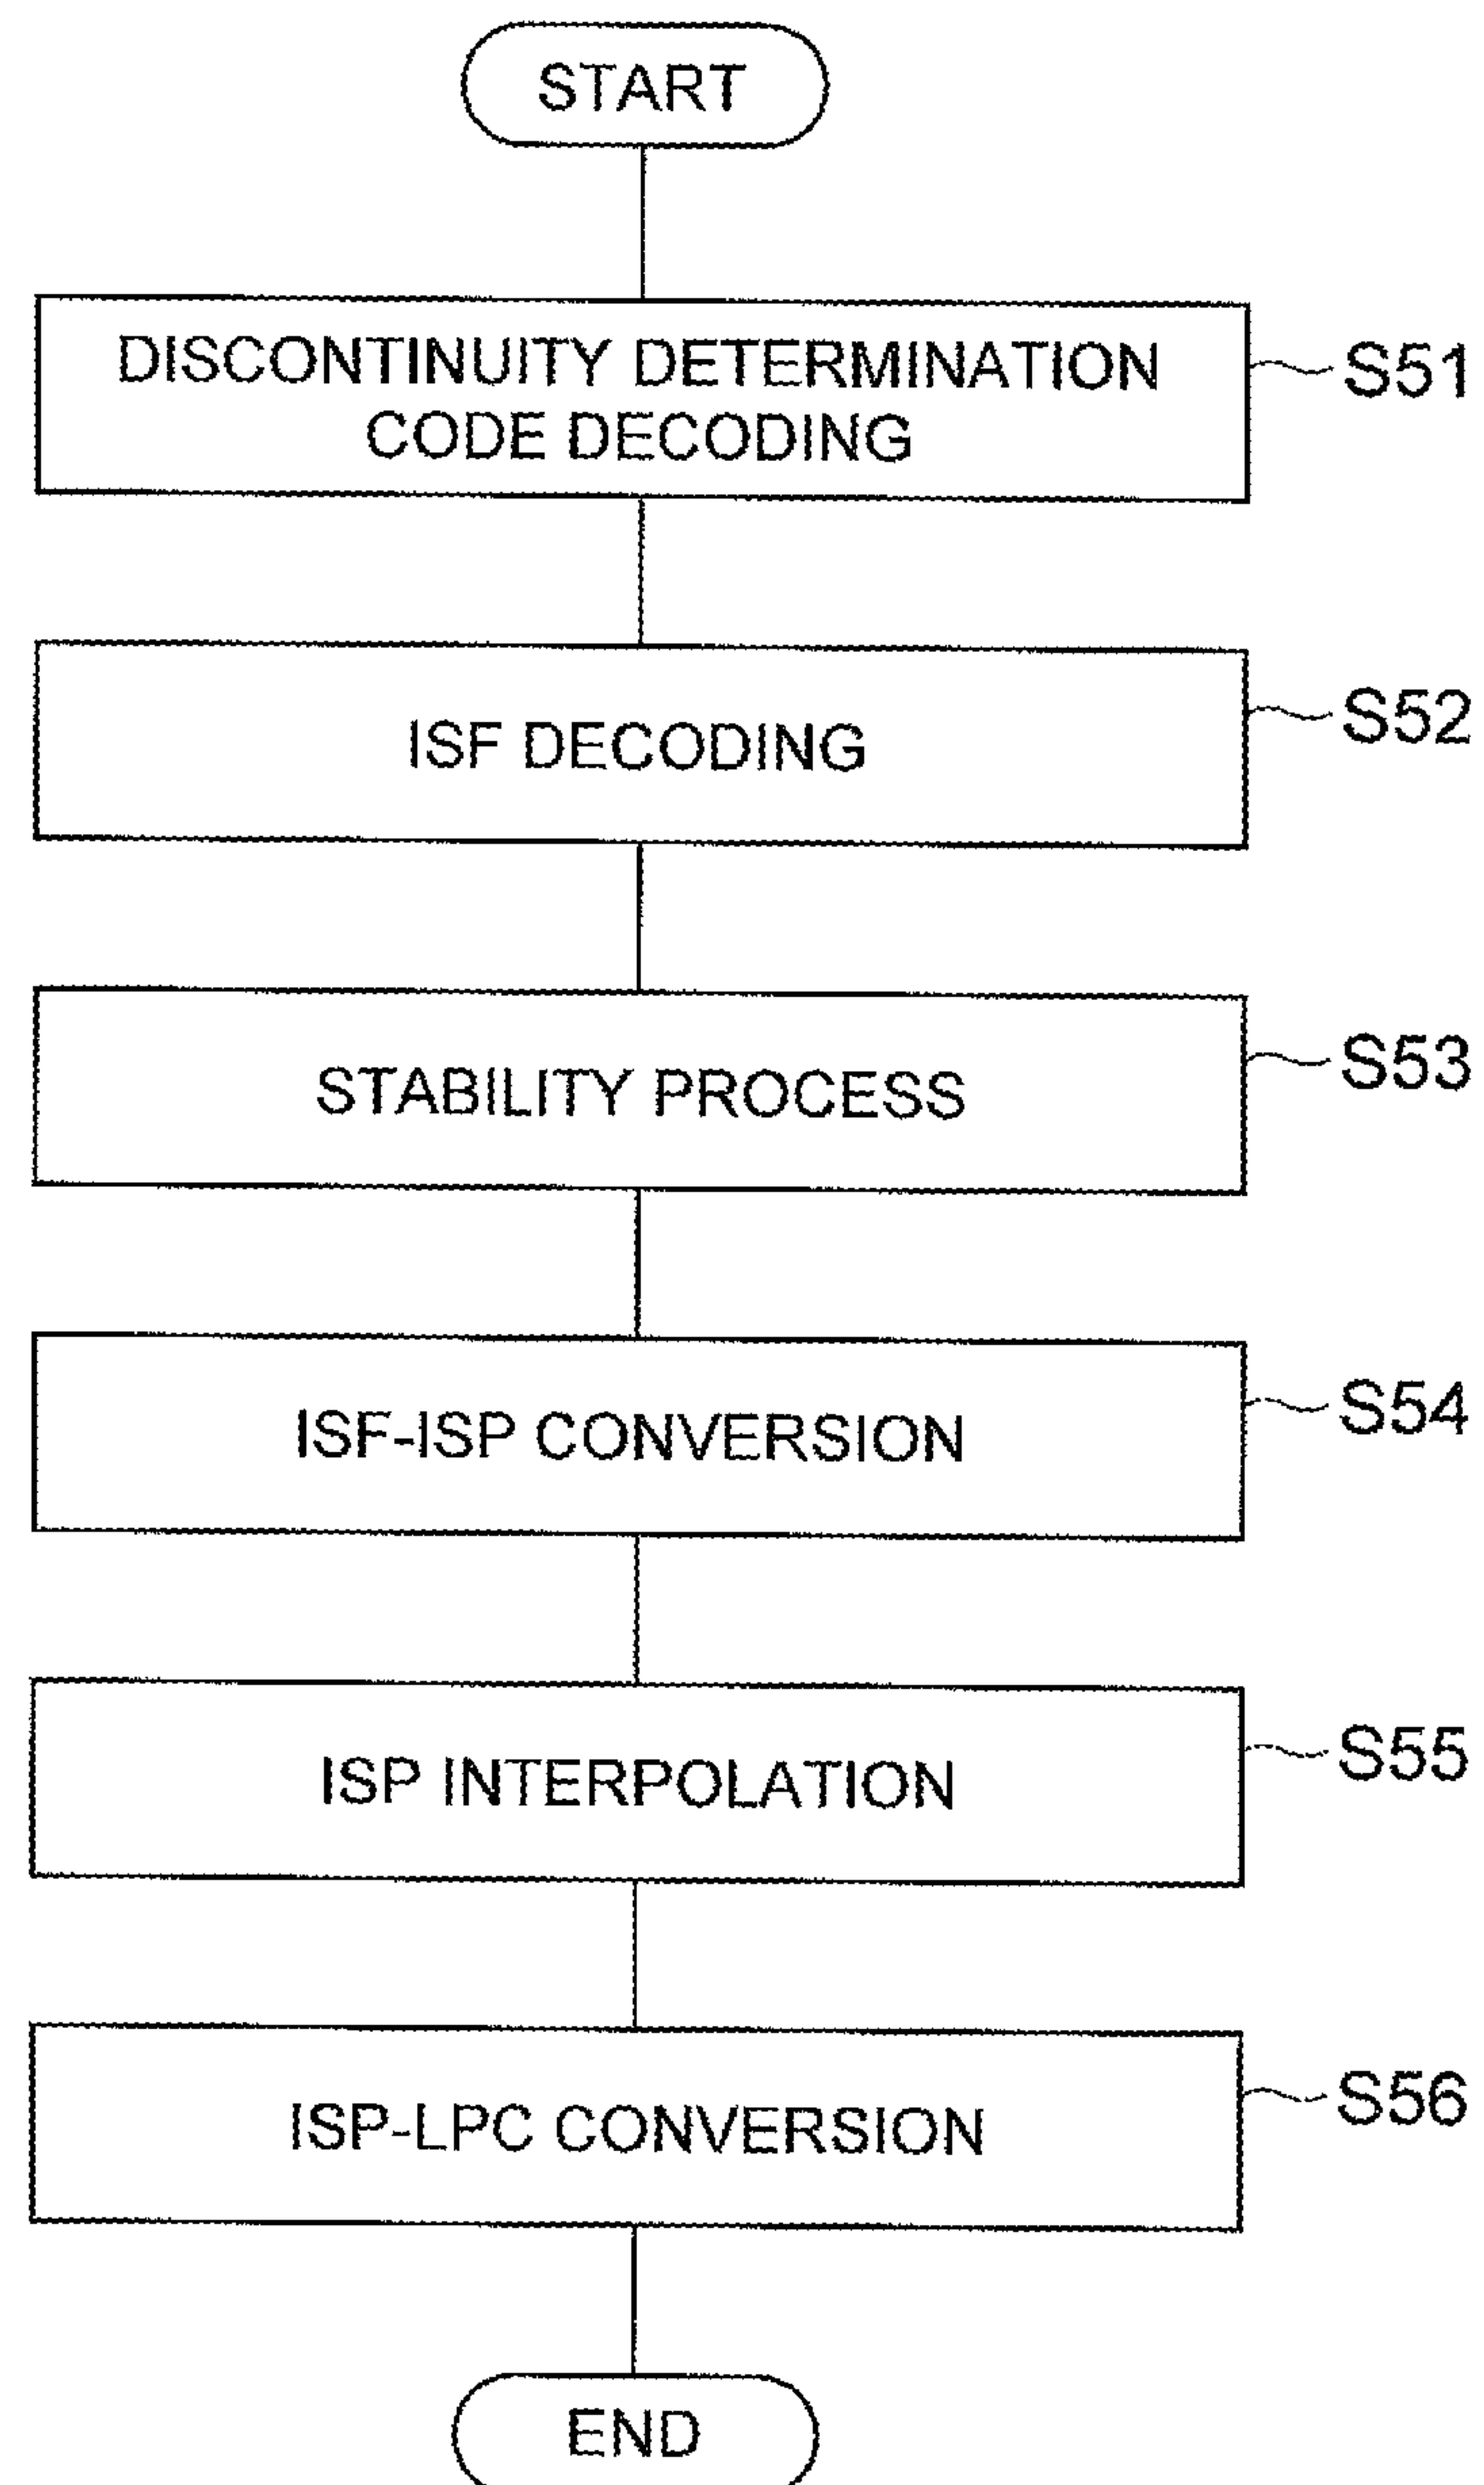 START
DISCONTINUITY DETERMINATION
CODE DECODING
S51
ISF DECODING
S52
STABILITY PROCESS
S53
ISF-ISP CONVERSION
S54
ISP INTERPOLATION
S55
ISP-LPC CONVERSION
S56
END